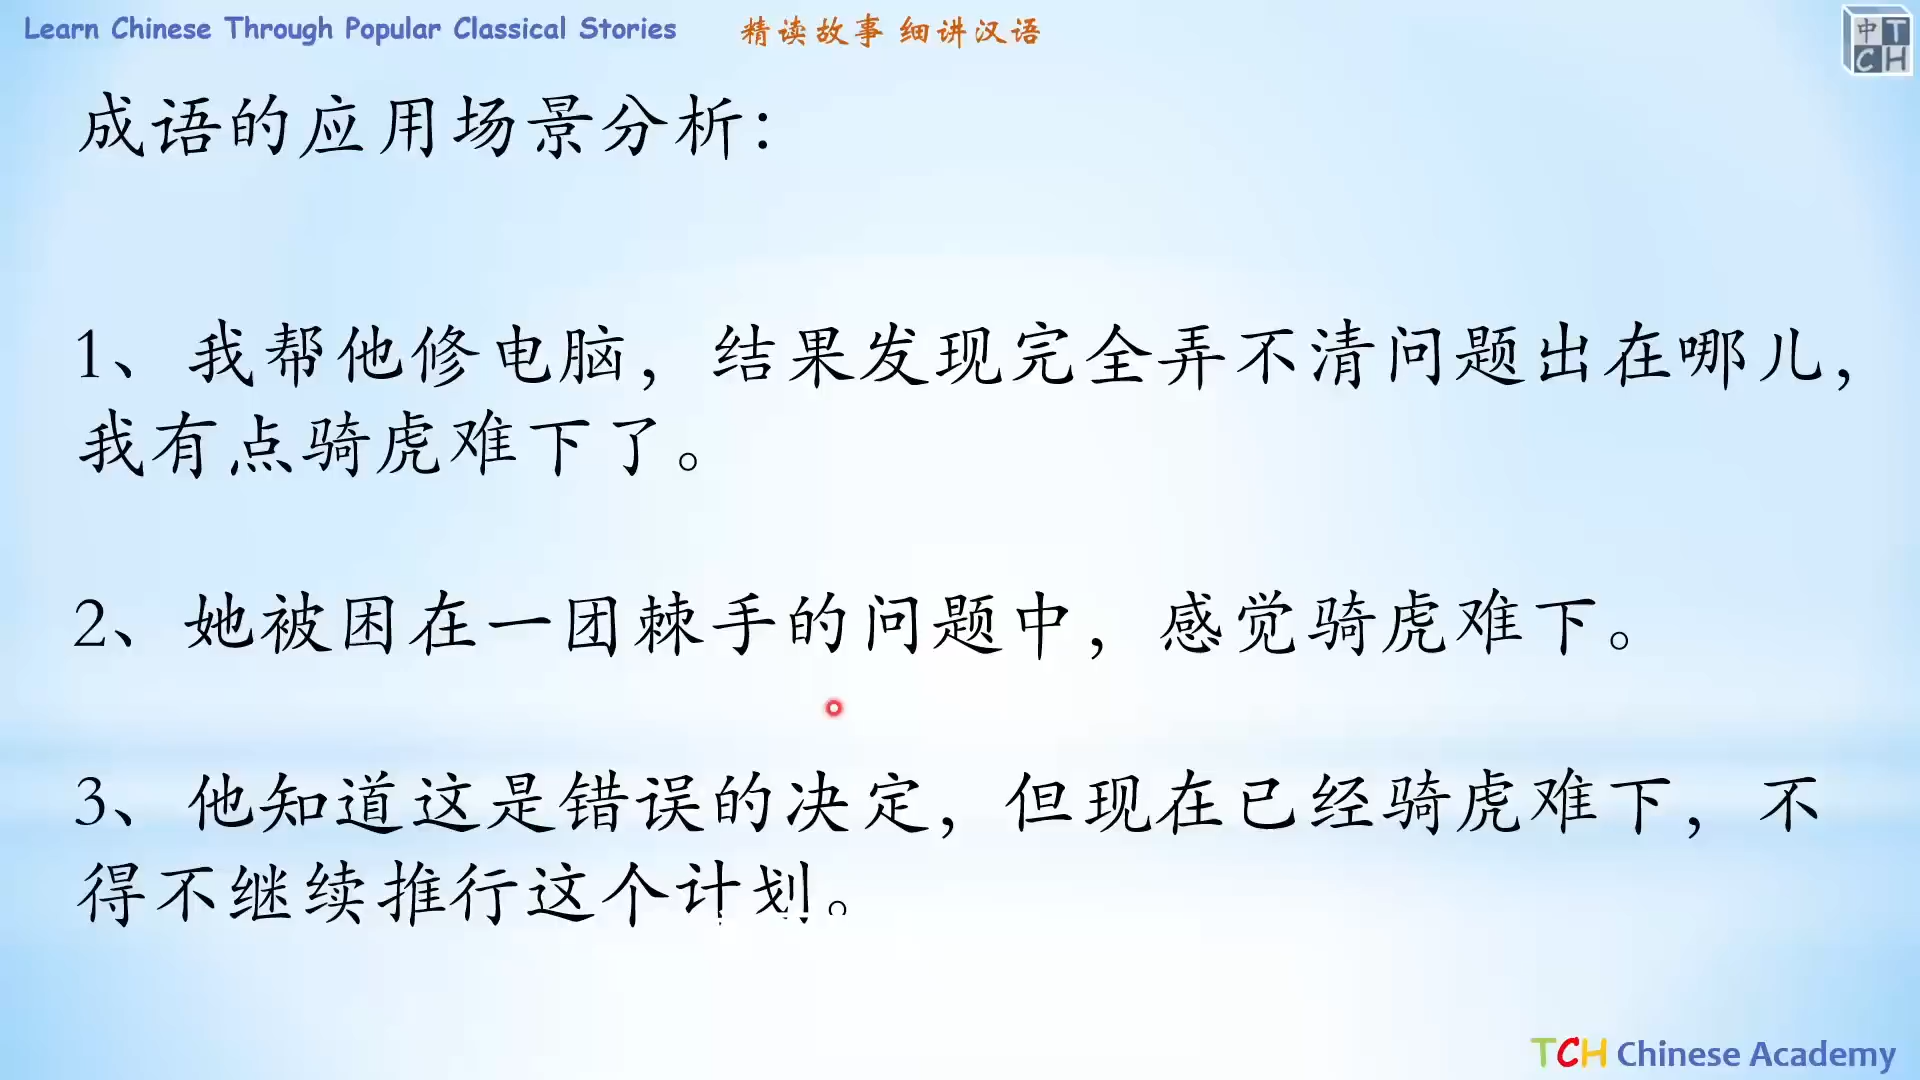 Learn Chinese Through Popular Classical Stories 精读故事 细讲汉语
中T
CH
成语的应用场景分析：
1、我帮他修电脑，结果发现完全弄不清问题出在哪儿，
我有点骑虎难下了。
2、她被困在一团棘手的问题中，感觉骑虎难下。
3、他知道这是错误的决定，但现在已经骑虎难下，不
得不继续推行这个计划。
TCH Chinese Academy